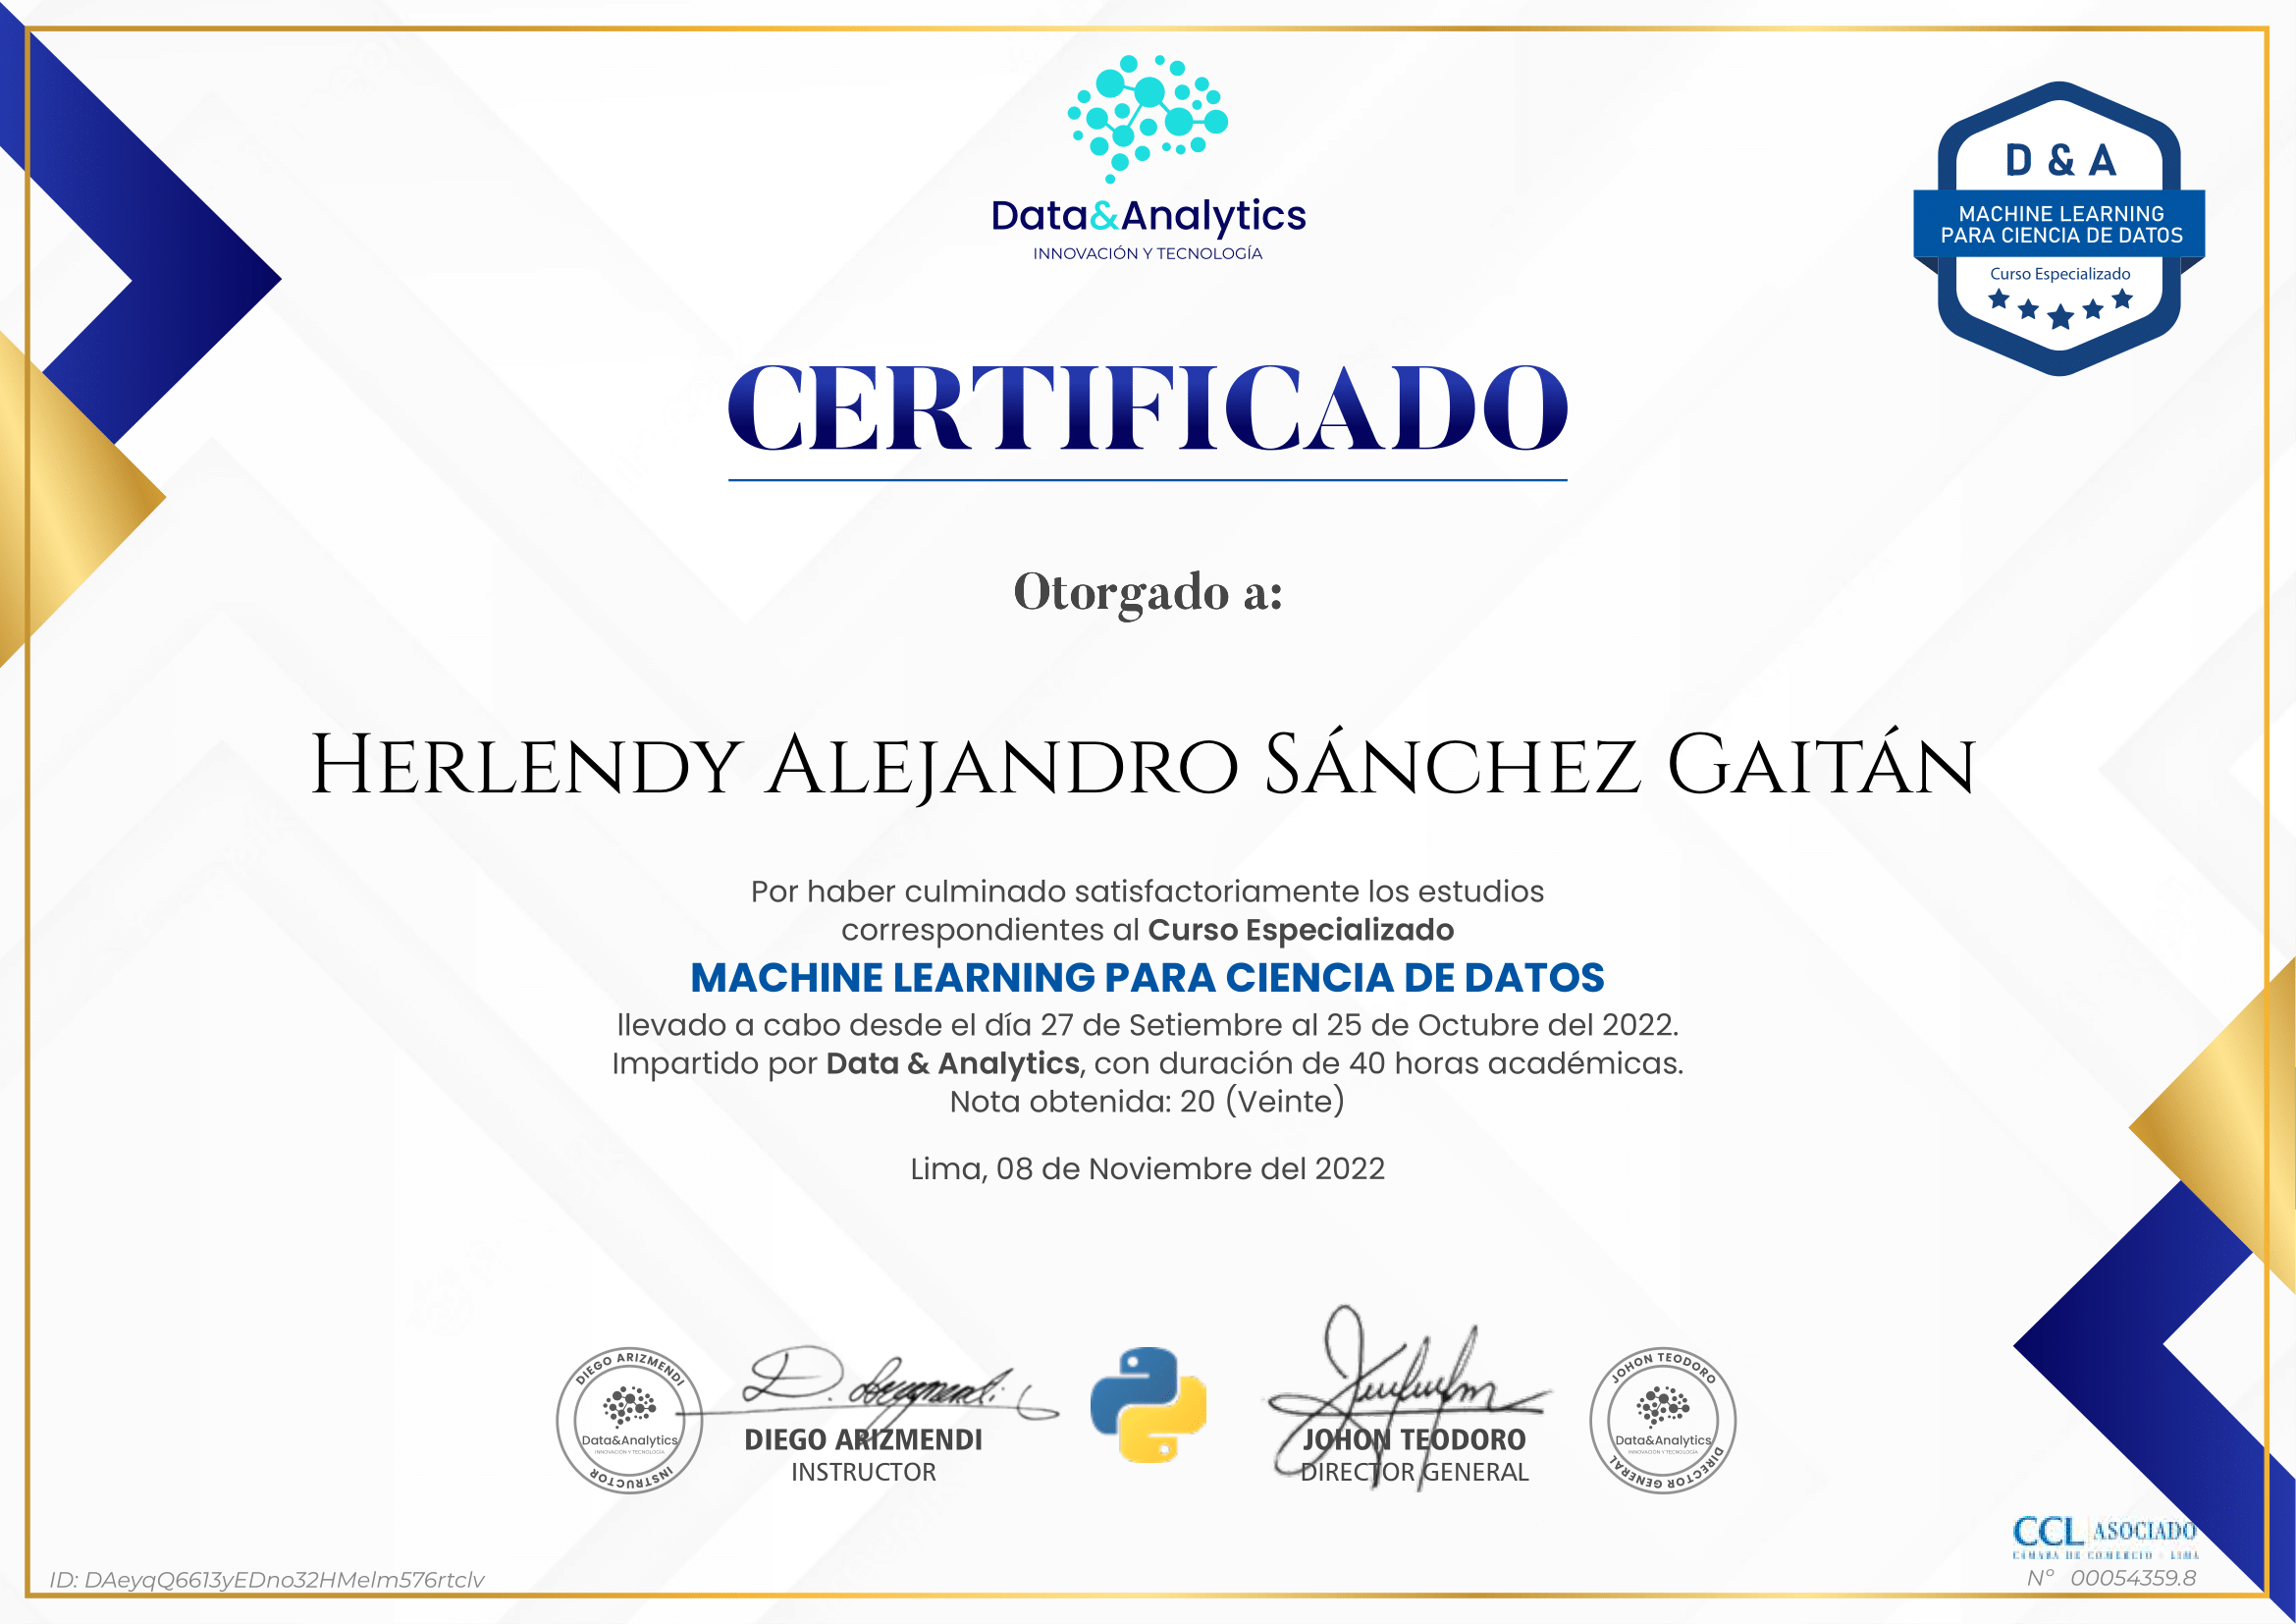 Data&Analytics
INNOVACIÓN Y TECNOLOGÍA
D & A
MACHINE LEARNING
PARA CIENCIA DE DATOS
Curso Especializado
CERTIFICADO
Otorgado a:
HERLENDY ALEJANDRO SÁNCHEZ GAITÁN
Por haber culminado satisfactoriamente los estudios
correspondientes al Curso Especializado
MACHINE LEARNING PARA CIENCIA DE DATOS
llevado a cabo desde el día 27 de Setiembre al 25 de Octubre del 2022.
Impartido por Data & Analytics, con duración de 40 horas académicas.
Nota obtenida: 20 (Veinte)
Lima, 08 de Noviembre del 2022
DIEGO ARIZMENDI
Data&Analytics
INNOVACIÓN Y TECNOLOGÍA
INSTRUCTOR
DIEGO ARIZMENDI
INSTRUCTOR
JOHON TEODORO
DIRECTOR GENERAL
JOHON TEODORO
Data&Analytics
INNOVACIÓN Y TECNOLOGÍA
DIRECTOR GENERAL
CCL ASOCIADO
CÁMARA DE COMERCIO - LIMA
Nº 00054359.8
ID: DAeyqQ6613yEDno32HMelm576rtclv